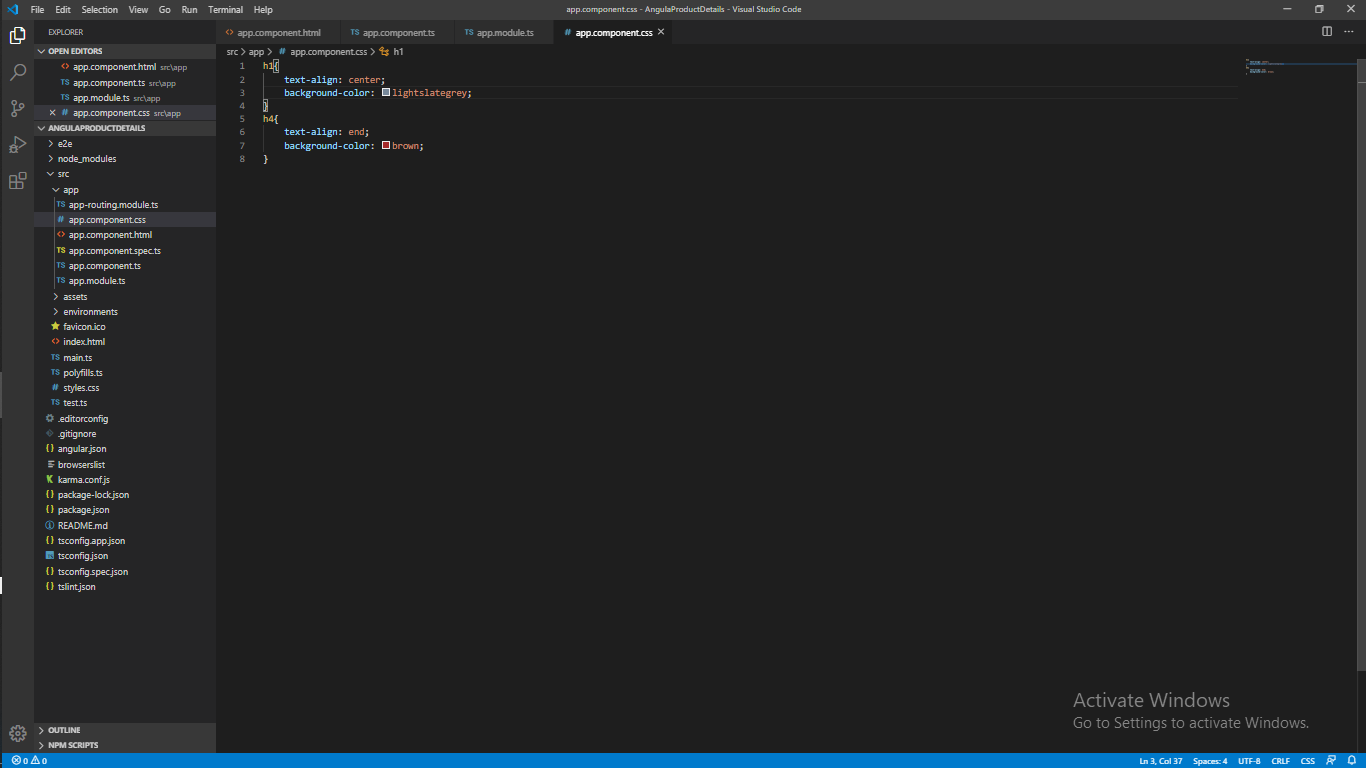 File Edit Selection View Go Run Terminal Help
app.component.css - AngulaProductDetails - Visual Studio Code
EXPLORER
OPEN EDITORS
app.component.html src\app
app.component.ts src\app
app.module.ts src\app
app.component.css src\app
ANGULAPRODUCTDETAILS
e2e
node_modules
src
app
app-routing.module.ts
app.component.css
app.component.html
app.component.spec.ts
app.component.ts
app.module.ts
assets
environments
favicon.ico
index.html
main.ts
polyfills.ts
styles.css
test.ts
.editorconfig
.gitignore
angular.json
browserslist
karma.conf.js
package-lock.json
package.json
README.md
tsconfig.app.json
tsconfig.json
tsconfig.spec.json
tslint.json
OUTLINE
NPM SCRIPTS
app.component.html app.component.ts app.module.ts app.component.css
src > app > # app.component.css > h1
1 h1{
2 text-align: center;
3 background-color: lightslategrey;
4 }
5 h4{
6 text-align: end;
7 background-color: brown;
8 }
Activate Windows
Go to Settings to activate Windows.
0 0
Ln 3, Col 37 Spaces: 4 UTF-8 CRLF CSS